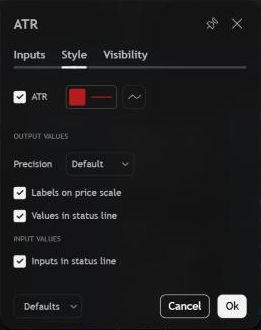 ATR
Inputs Style Visibility
ATR
OUTPUT VALUES
Precision Default
Labels on price scale
Values in status line
INPUT VALUES
Inputs in status line
Defaults Cancel Ok